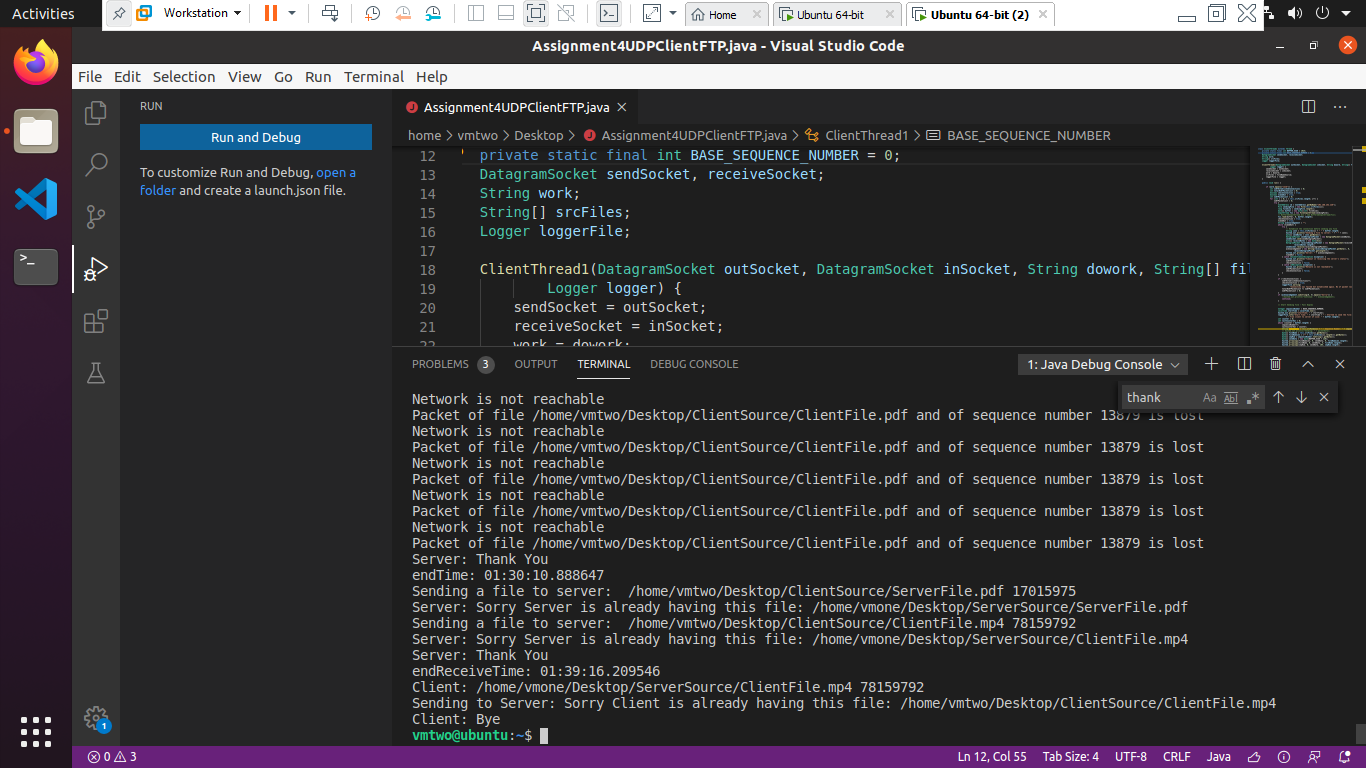 Activities
Workstation
Home
Ubuntu 64-bit
Ubuntu 64-bit (2)
Assignment4UDPClientFTP.java - Visual Studio Code
File Edit Selection View Go Run Terminal Help
RUN
Run and Debug
To customize Run and Debug, open a
folder and create a launch.json file.
1
Assignment4UDPClientFTP.java
home > vmtwo > Desktop > Assignment4UDPClientFTP.java > ClientThread1 > BASE_SEQUENCE_NUMBER
12 private static final int BASE_SEQUENCE_NUMBER = 0;
13 DatagramSocket sendSocket, receiveSocket;
14 String work;
15 String[] srcFiles;
16 Logger loggerFile;
17
18 ClientThread1(DatagramSocket outSocket, DatagramSocket inSocket, String dowork, String[] fil
19 Logger logger) {
20 sendSocket = outSocket;
21 receiveSocket = inSocket;
22 work = dowork;
PROBLEMS 3 OUTPUT TERMINAL DEBUG CONSOLE
1: Java Debug Console
thank
Aa Abl .*
Network is not reachable
Packet of file /home/vmtwo/Desktop/ClientSource/ClientFile.pdf and of sequence number 13879 is lost
Network is not reachable
Packet of file /home/vmtwo/Desktop/ClientSource/ClientFile.pdf and of sequence number 13879 is lost
Network is not reachable
Packet of file /home/vmtwo/Desktop/ClientSource/ClientFile.pdf and of sequence number 13879 is lost
Network is not reachable
Packet of file /home/vmtwo/Desktop/ClientSource/ClientFile.pdf and of sequence number 13879 is lost
Network is not reachable
Packet of file /home/vmtwo/Desktop/ClientSource/ClientFile.pdf and of sequence number 13879 is lost
Server: Thank You
endTime: 01:30:10.888647
Sending a file to server:  /home/vmtwo/Desktop/ClientSource/ServerFile.pdf 17015975
Server: Sorry Server is already having this file: /home/vmone/Desktop/ServerSource/ServerFile.pdf
Sending a file to server:  /home/vmtwo/Desktop/ClientSource/ClientFile.mp4 78159792
Server: Sorry Server is already having this file: /home/vmone/Desktop/ServerSource/ClientFile.mp4
Server: Thank You
endReceiveTime: 01:39:16.209546
Client: /home/vmone/Desktop/ServerSource/ClientFile.mp4 78159792
Sending to Server: Sorry Client is already having this file: /home/vmtwo/Desktop/ClientSource/ClientFile.mp4
Client: Bye
vmtwo@ubuntu:~$
0 3
Ln 12, Col 55 Tab Size: 4 UTF-8 CRLF Java